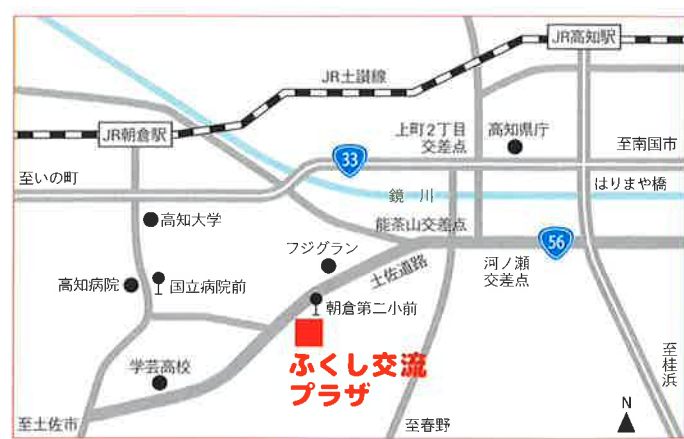 JR高知駅
JR土讃線
JR朝倉駅
上町2丁目
交差点
高知県庁
至南国市
33
至いの町
はりまや橋
鏡 川
高知大学
能茶山交差点
フジグラン
56
土佐道路
河ノ瀬
交差点
高知病院
国立病院前
朝倉第二小前
学芸高校
ふくし交流
プラザ
至桂浜
N
至土佐市
至春野